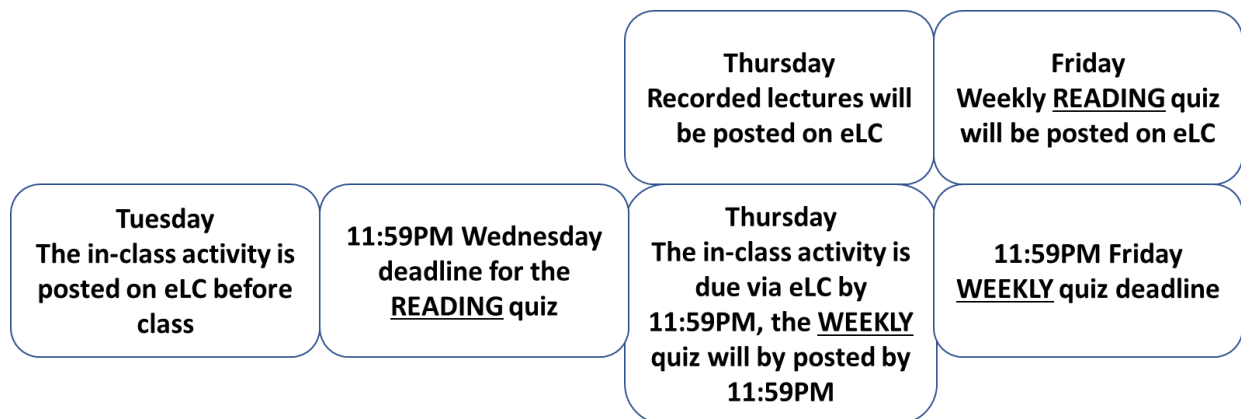 Thursday
Recorded lectures will
be posted on eLC
Friday
Weekly READING quiz
will be posted on eLC
Tuesday
The in-class activity is
posted on eLC before
class
11:59PM Wednesday
deadline for the
READING quiz
Thursday
The in-class activity is
due via eLC by
11:59PM, the WEEKLY
quiz will by posted by
11:59PM
11:59PM Friday
WEEKLY quiz deadline